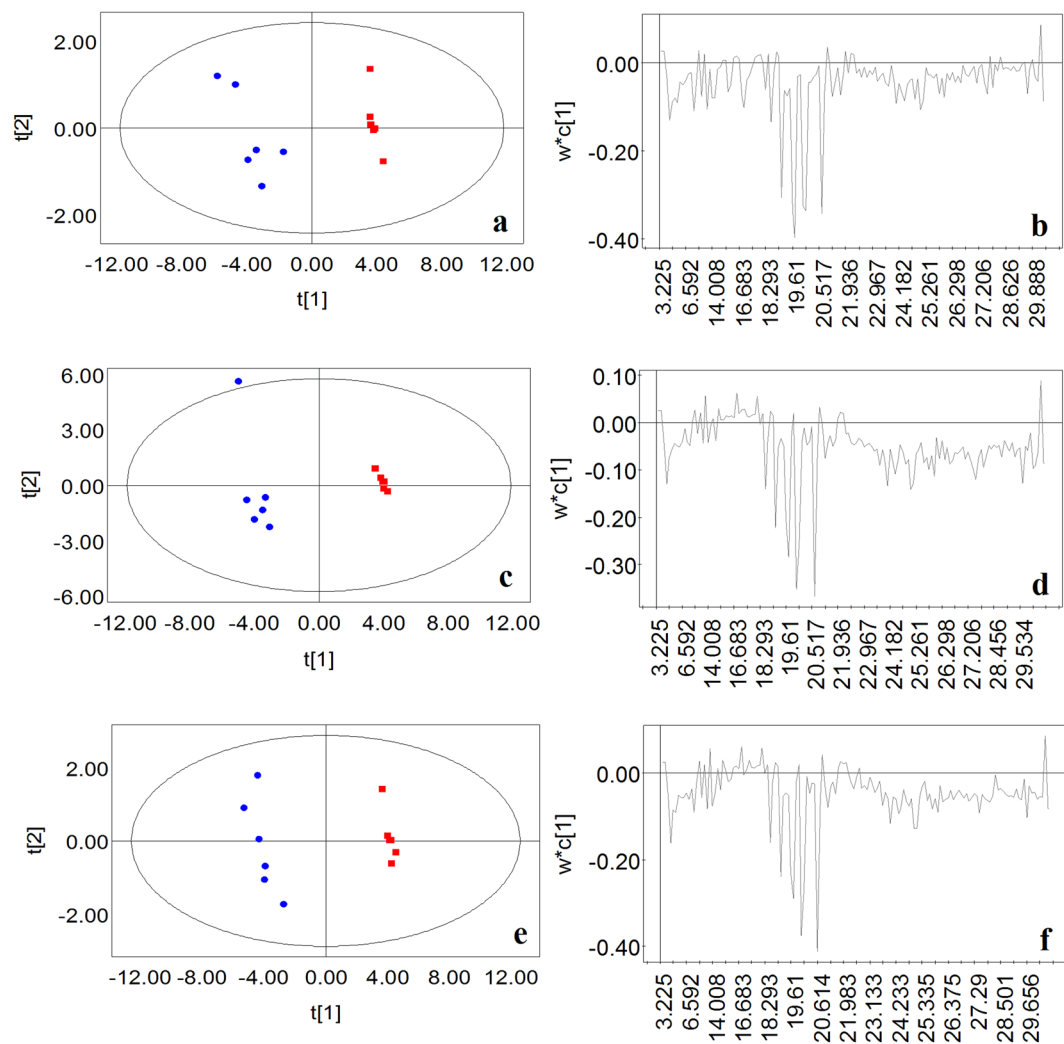 2.00
0.00
-2.00
t[2]
a
-12.00 -8.00 -4.00 0.00 4.00 8.00 12.00
t[1]
0.00
-0.20
-0.40
w*c[1]
b
3.225 6.592 14.008 16.683 18.293 19.61 20.517 21.936 22.967 24.182 25.261 26.298 27.206 28.626 29.888
6.00
3.00
0.00
-3.00
-6.00
t[2]
c
-12.00 -8.00 -4.00 0.00 4.00 8.00 12.00
t[1]
0.10
0.00
-0.10
-0.20
-0.30
w*c[1]
d
3.225 6.592 14.008 16.683 18.293 19.61 20.517 21.936 22.967 24.182 25.261 26.298 27.206 28.456 29.534
2.00
0.00
-2.00
t[2]
e
-12.00 -8.00 -4.00 0.00 4.00 8.00 12.00
t[1]
0.00
-0.20
-0.40
w*c[1]
f
3.225 6.592 14.008 16.683 18.293 19.61 20.614 21.983 23.133 24.233 25.335 26.375 27.29 28.501 29.656